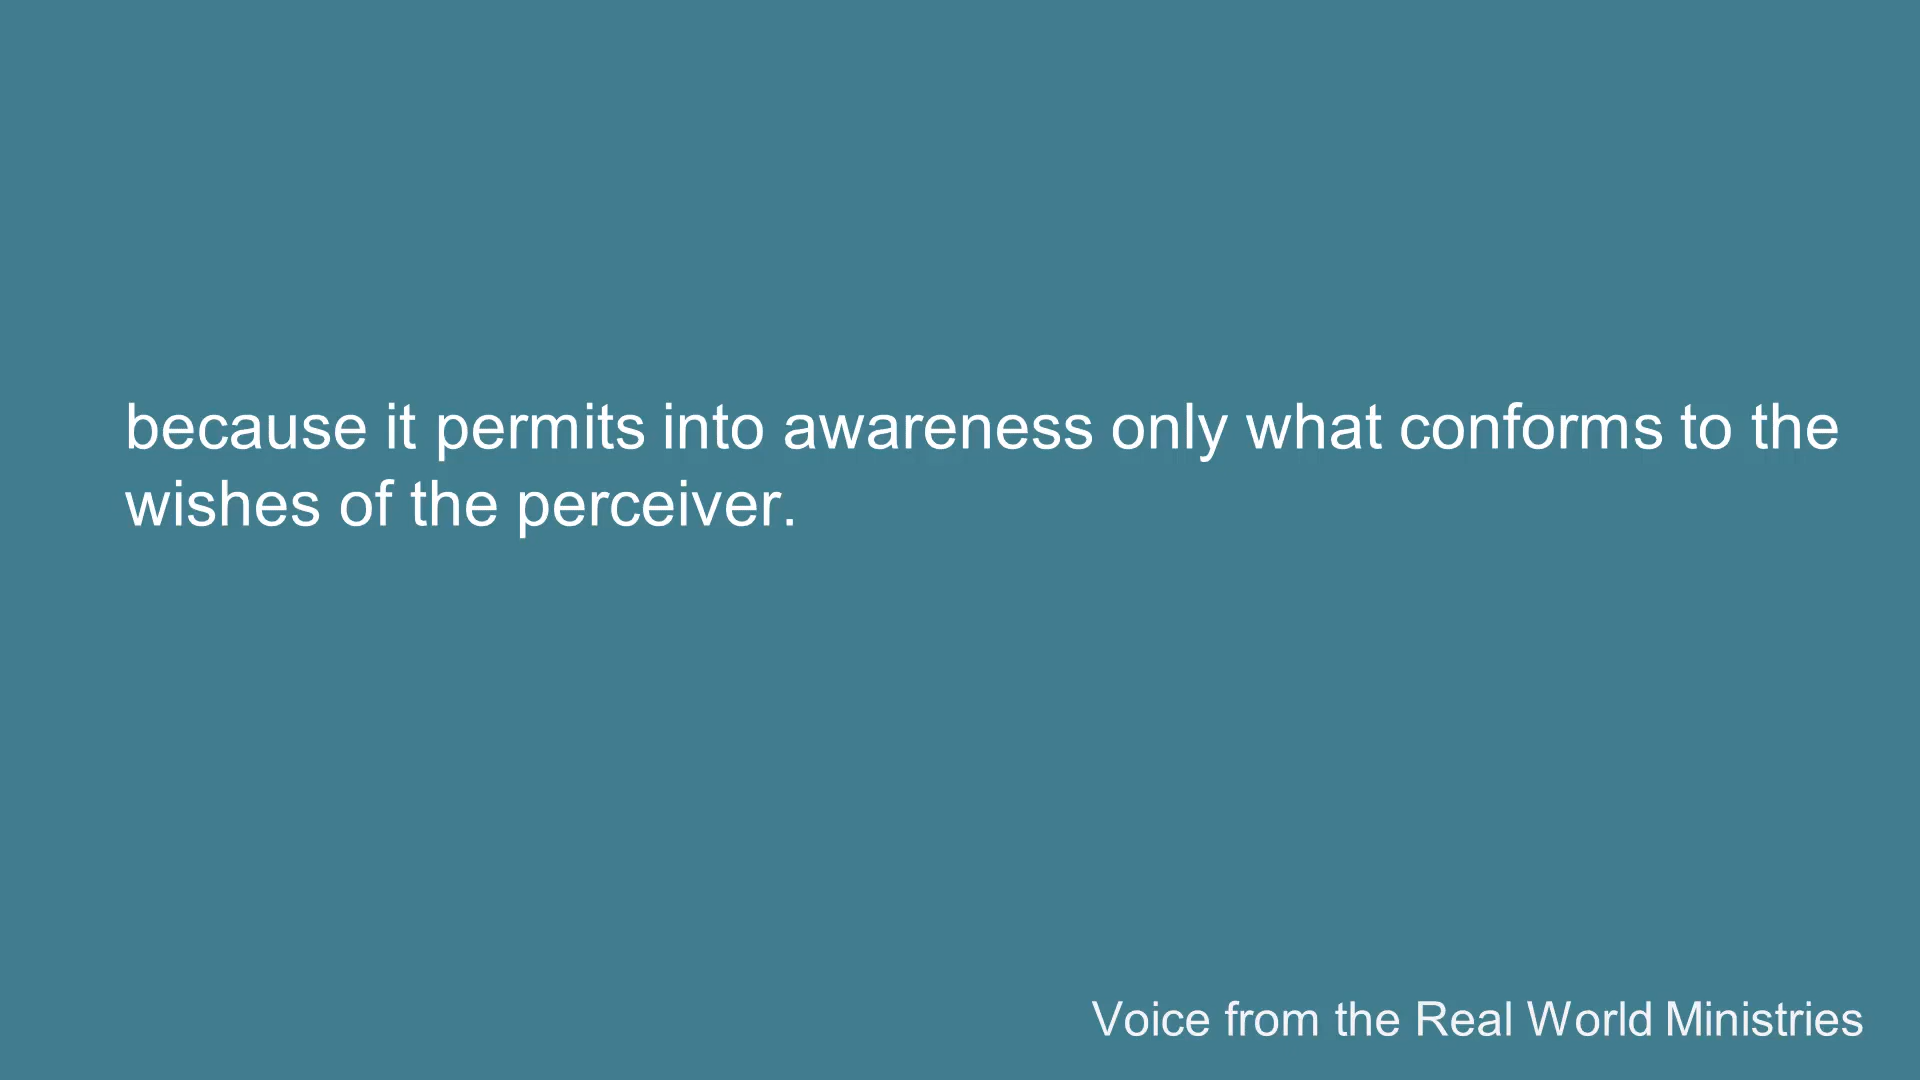 because it permits into awareness only what conforms to the
wishes of the perceiver.
Voice from the Real World Ministries